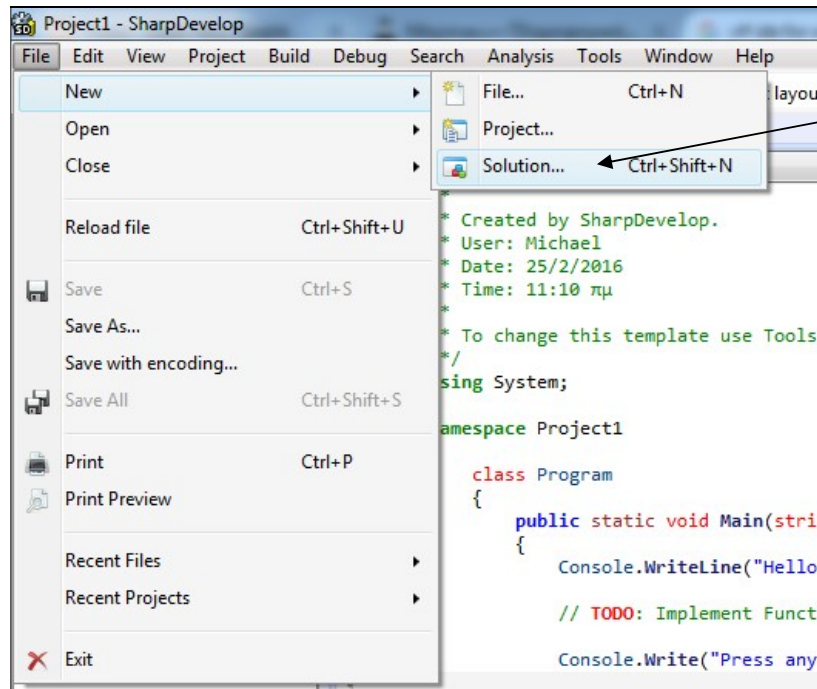 Project1 - SharpDevelop
File Edit View Project Build Debug Search Analysis Tools Window Help
New
Open
Close
Reload file Ctrl+Shift+U
Save Ctrl+S
Save As...
Save with encoding...
Save All Ctrl+Shift+S
Print Ctrl+P
Print Preview
Recent Files
Recent Projects
Exit
File... Ctrl+N
Project...
Solution... Ctrl+Shift+N
layou
*
* Created by SharpDevelop.
* User: Michael
* Date: 25/2/2016
* Time: 11:10 πμ
*
* To change this template use Tools
*/
sing System;
amespace Project1
class Program
{
public static void Main(stri
{
Console.WriteLine("Hello
// TODO: Implement Funct
Console.Write("Press any